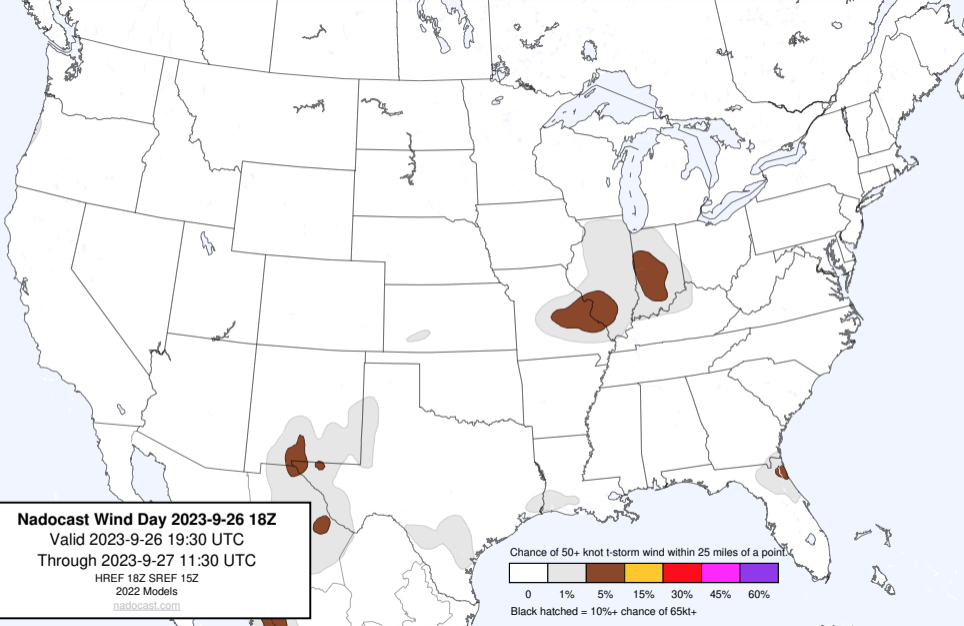 Nadocast Wind Day 2023-9-26 18Z
Valid 2023-9-26 19:30 UTC
Through 2023-9-27 11:30 UTC
HREF 18Z SREF 15Z
2022 Models
nadocast.com
Chance of 50+ knot t-storm wind within 25 miles of a point.
0 1% 5% 15% 30% 45% 60%
Black hatched = 10%+ chance of 65kt+